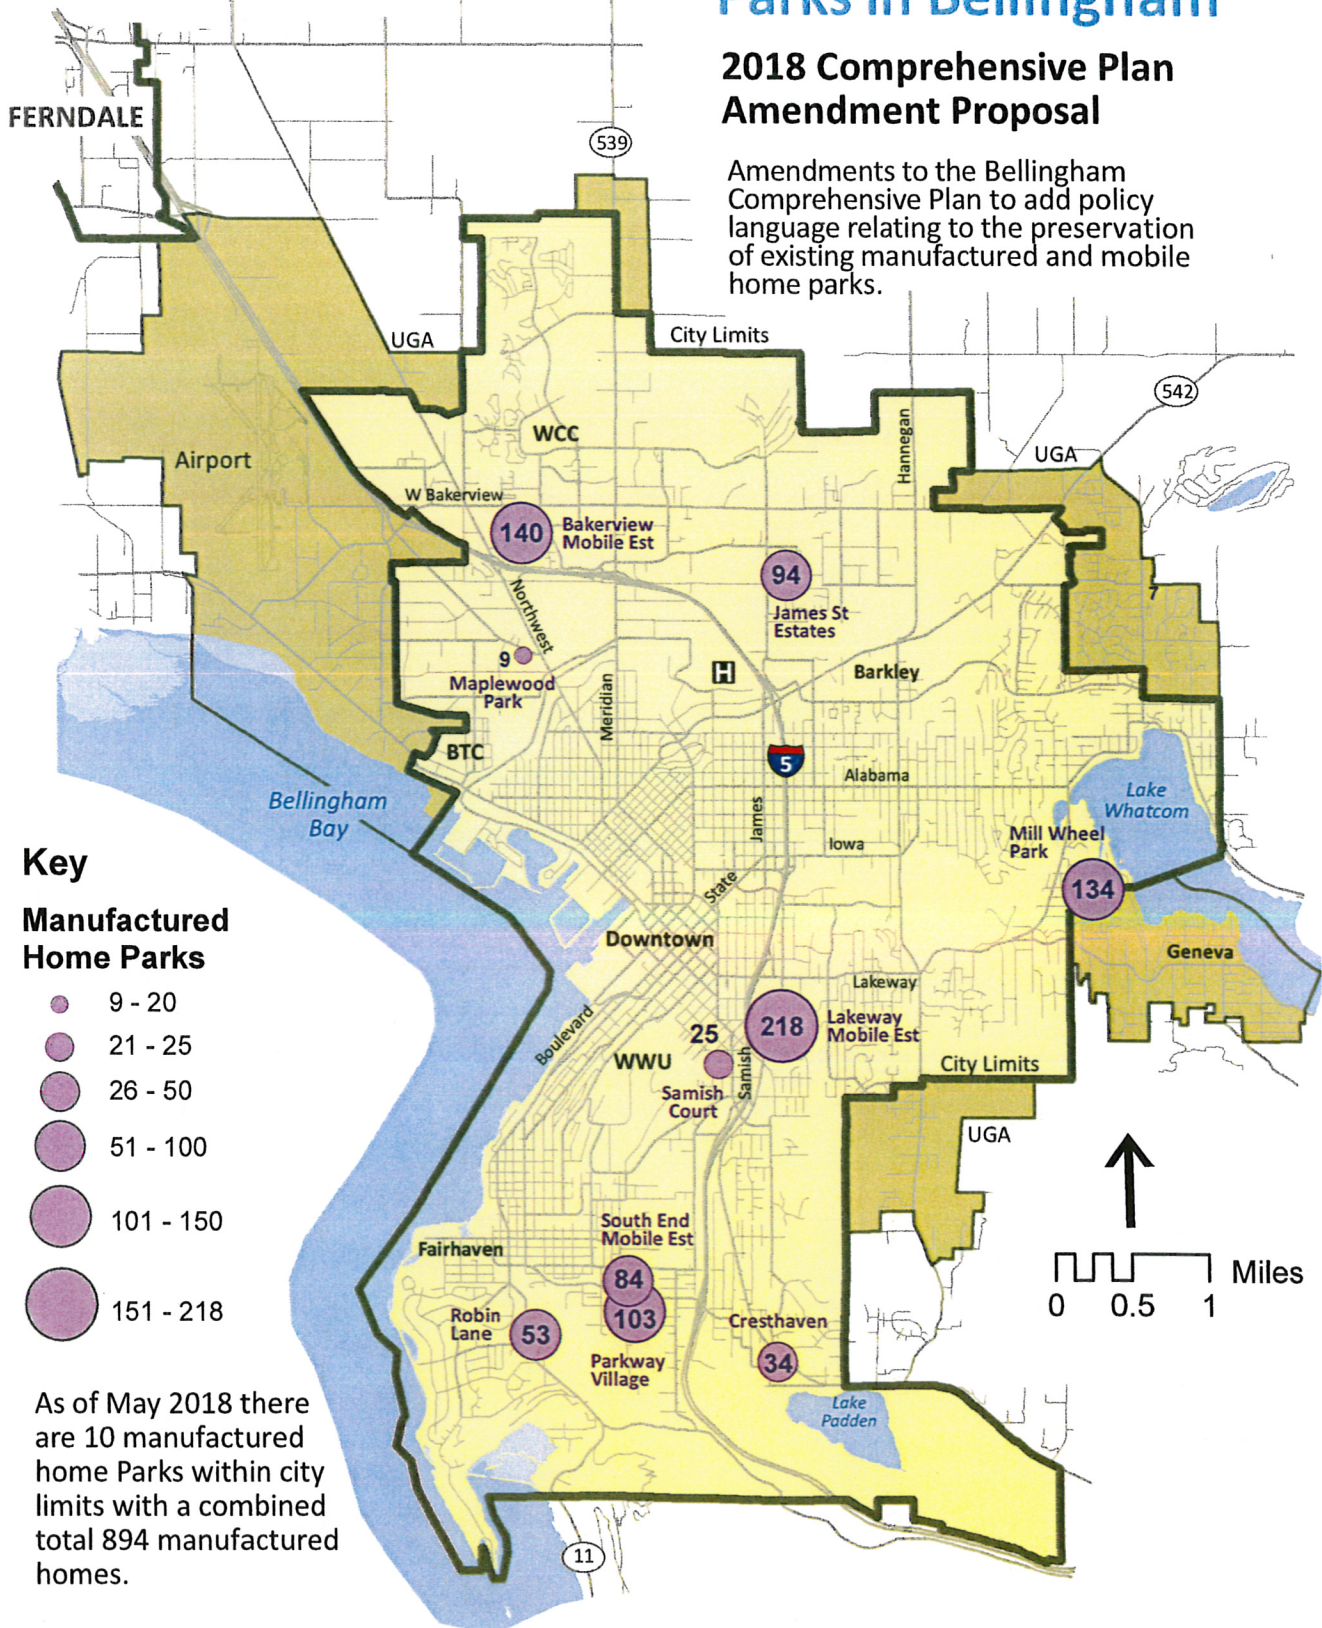 Parks in Bellingham
2018 Comprehensive Plan
Amendment Proposal
Amendments to the Bellingham
Comprehensive Plan to add policy
language relating to the preservation
of existing manufactured and mobile
home parks.
FERNDALE
539
UGA
City Limits
542
WCC
Hannegan
UGA
Airport
W Bakerview
140
Bakerview
Mobile Est
94
James St
Estates
7
Northwest
9
Maplewood
Park
H
Barkley
Meridian
BTC
5
Alabama
Lake
Whatcom
Bellingham
Bay
James
Iowa
Mill Wheel
Park
134
State
Downtown
Geneva
Lakeway
Boulevard
25
218
Lakeway
Mobile Est
WWU
Samish
City Limits
Samish
Court
UGA
South End
Mobile Est
Fairhaven
84
103
Robin
Lane
53
Cresthaven
34
Parkway
Village
Lake
Padden
11
Miles
0 0.5 1
Key
Manufactured
Home Parks
9 - 20
21 - 25
26 - 50
51 - 100
101 - 150
151 - 218
As of May 2018 there
are 10 manufactured
home Parks within city
limits with a combined
total 894 manufactured
homes.